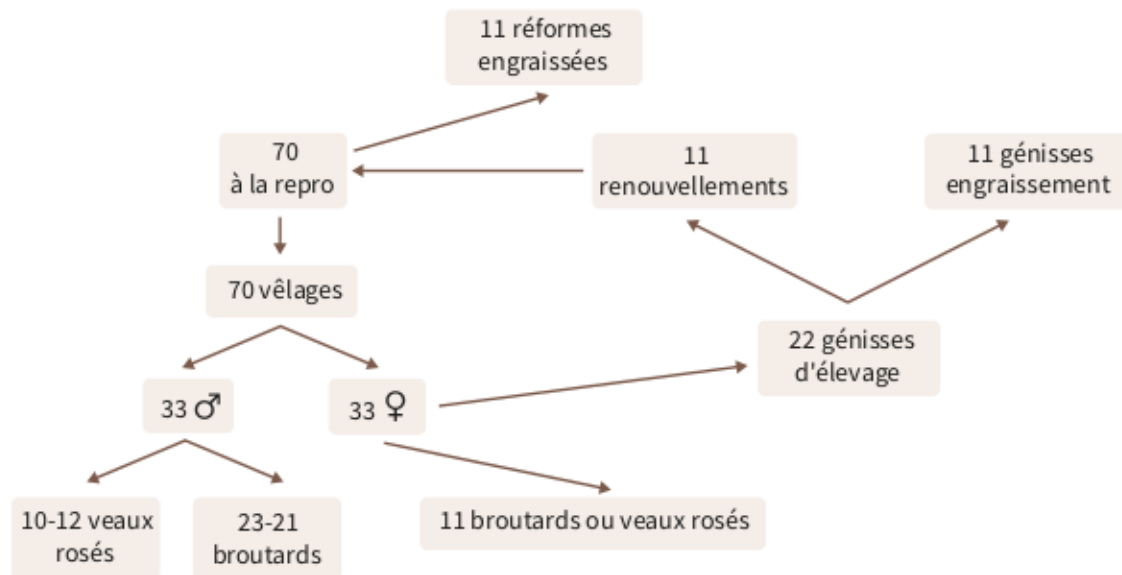 11 réformes
engraissées
70
à la repro
11
renouvellements
11 génisses
engraissement
70 vêlages
22 génisses
d'élevage
33 ♂
33 ♀
10-12 veaux
rosés
23-21
broutards
11 broutards ou veaux rosés